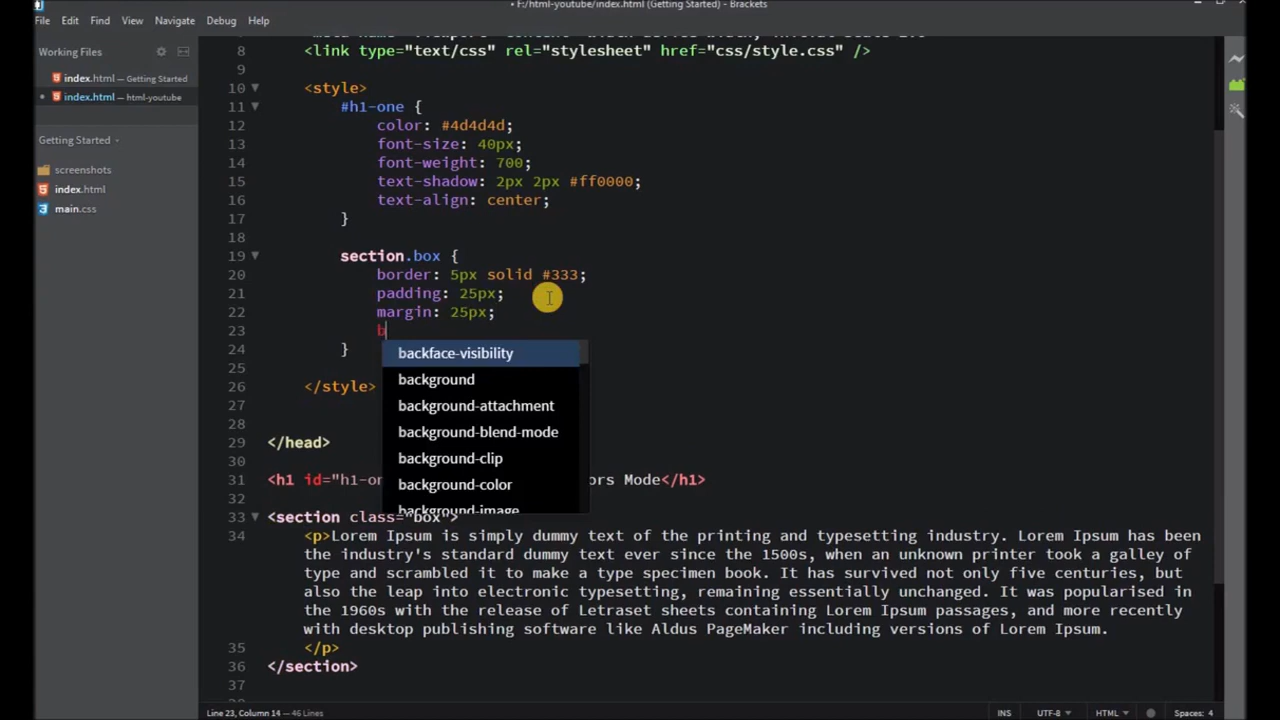 • F:/html-youtube/index.html (Getting Started) - Brackets
File Edit Find View Navigate Debug Help
Working Files
index.html — Getting Started
• index.html — html-youtube
Getting Started
screenshots
index.html
main.css
8 <link type="text/css" rel="stylesheet" href="css/style.css" />
9
10 <style>
11 #h1-one {
12 color: #4d4d4d;
13 font-size: 40px;
14 font-weight: 700;
15 text-shadow: 2px 2px #ff0000;
16 text-align: center;
17 }
18
19 section.box {
20 border: 5px solid #333;
21 padding: 25px;
22 margin: 25px;
23 b
24 }
25
26 </style>
27
28
29 </head>
30
31 <h1 id="h1-one ors Mode</h1>
32
33 <section class="box">
34 <p>Lorem Ipsum is simply dummy text of the printing and typesetting industry. Lorem Ipsum has been
the industry's standard dummy text ever since the 1500s, when an unknown printer took a galley of
type and scrambled it to make a type specimen book. It has survived not only five centuries, but
also the leap into electronic typesetting, remaining essentially unchanged. It was popularised in
the 1960s with the release of Letraset sheets containing Lorem Ipsum passages, and more recently
with desktop publishing software like Aldus PageMaker including versions of Lorem Ipsum.
35 </p>
36 </section>
37
backface-visibility
background
background-attachment
background-blend-mode
background-clip
background-color
background-image
Line 23, Column 14 — 46 Lines
INS UTF-8 HTML Spaces: 4